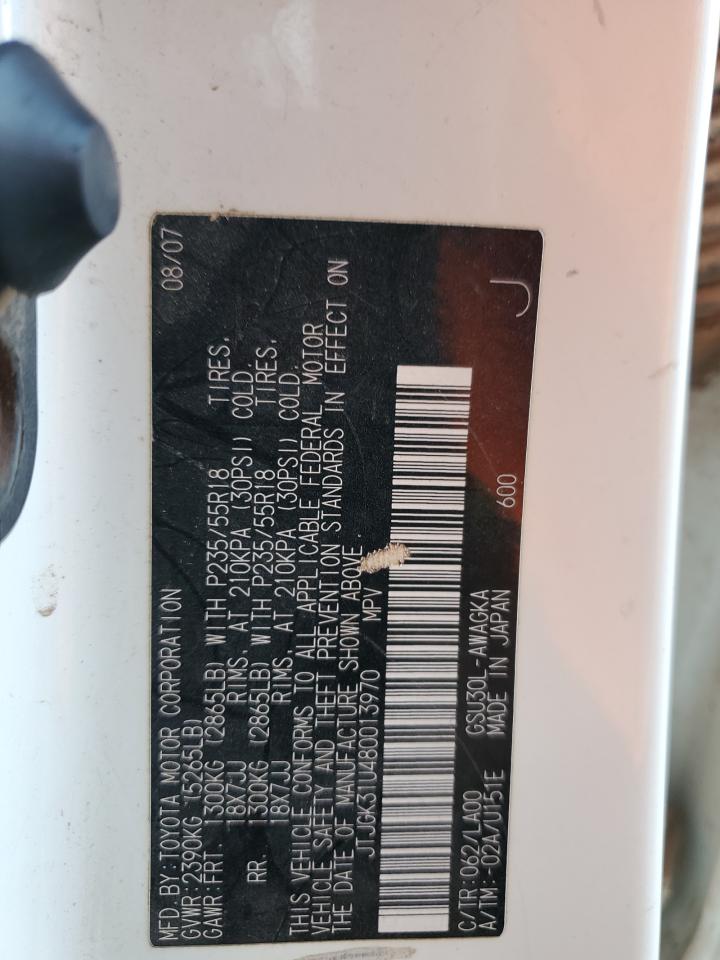 MFD.BY:TOYOTA MOTOR CORPORATION 08/07
GVWR:2390KG (5265LB)
GAWR:FRT. 1300KG (2865LB) WITH P235/55R18 TIRES,
18X7JJ RIMS, AT 210KPA (30PSI) COLD.
RR. 1300KG (2865LB) WITH P235/55R18 TIRES,
18X7JJ RIMS, AT 210KPA (30PSI) COLD.
THIS VEHICLE CONFORMS TO ALL APPLICABLE FEDERAL MOTOR
VEHICLE SAFETY AND THEFT PREVENTION STANDARDS IN EFFECT ON
THE DATE OF MANUFACTURE SHOWN ABOVE.
JTJGK31U480013970 MPV
C/TR:062/LA00 GSU30L-AWAGKA
A/TM:-02A/U151E MADE IN JAPAN 600 J